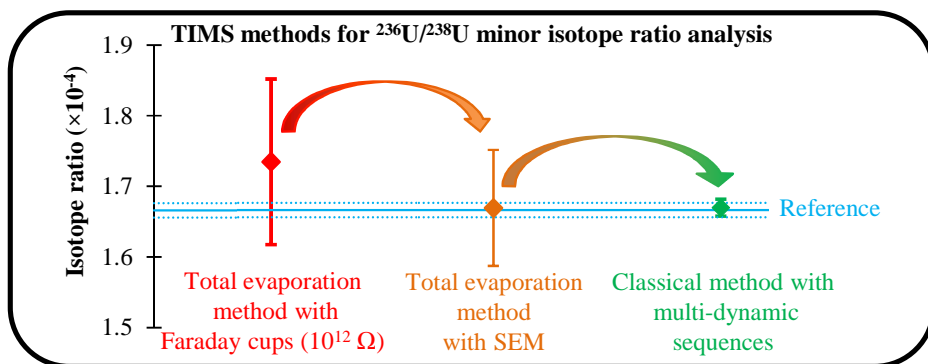 TIMS methods for ²³⁶U/²³⁸U minor isotope ratio analysis
Isotope ratio (×10⁻⁴)
1.9
1.8
1.7
1.6
1.5
Reference
Total evaporation
method with
Faraday cups (10¹² Ω)
Total evaporation
method
with SEM
Classical method with
multi-dynamic
sequences